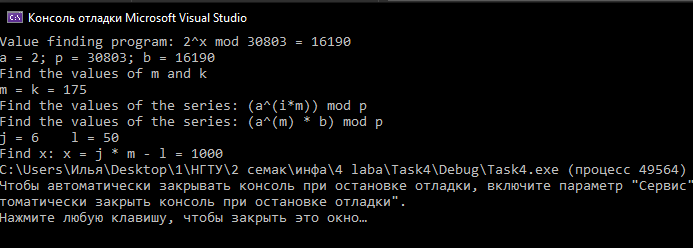 Консоль отладки Microsoft Visual Studio
Value finding program: 2^x mod 30803 = 16190
a = 2; p = 30803; b = 16190
Find the values of m and k
m = k = 175
Find the values of the series: (a^(i*m)) mod p
Find the values of the series: (a^(m) * b) mod p
j = 6    l = 50
Find x: x = j * m - l = 1000
C:\Users\Илья\Desktop\1\НГТУ\2 семак\инфа\4 laba\Task4\Debug\Task4.exe (процесс 49564)
Чтобы автоматически закрывать консоль при остановке отладки, включите параметр "Сервис"
томатически закрыть консоль при остановке отладки".
Нажмите любую клавишу, чтобы закрыть это окно…